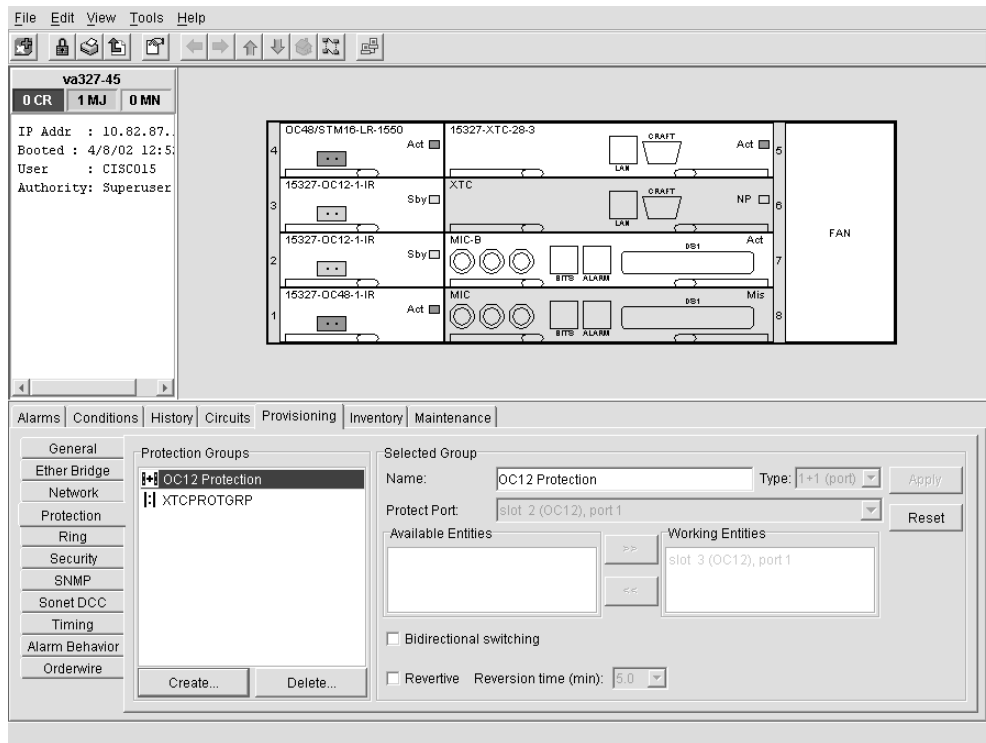 File Edit View Tools Help
va327-45
0 CR 1 MJ 0 MN
IP Addr : 10.82.87.
Booted : 4/8/02 12:5
User : CISC015
Authority: Superuser
4 OC48/STM16-LR-1550 Act
15327-XTC-28-3 LAN CRAFT Act 5
3 15327-OC12-1-IR Sby
XTC LAN CRAFT NP 6
2 15327-OC12-1-IR Sby
MIC-B BITS ALARM DS1 Act 7
1 15327-OC48-1-IR Act
MIC BITS ALARM DS1 Mis 8
FAN
Alarms Conditions History Circuits Provisioning Inventory Maintenance
General
Ether Bridge
Network
Protection
Ring
Security
SNMP
Sonet DCC
Timing
Alarm Behavior
Orderwire
Protection Groups
OC12 Protection
XTCPROTGRP
Create... Delete...
Selected Group
Name: OC12 Protection Type: 1+1 (port) Apply
Protect Port: slot 2 (OC12), port 1 Reset
Available Entities >> << Working Entities
slot 3 (OC12), port 1
Bidirectional switching
Revertive Reversion time (min): 5.0